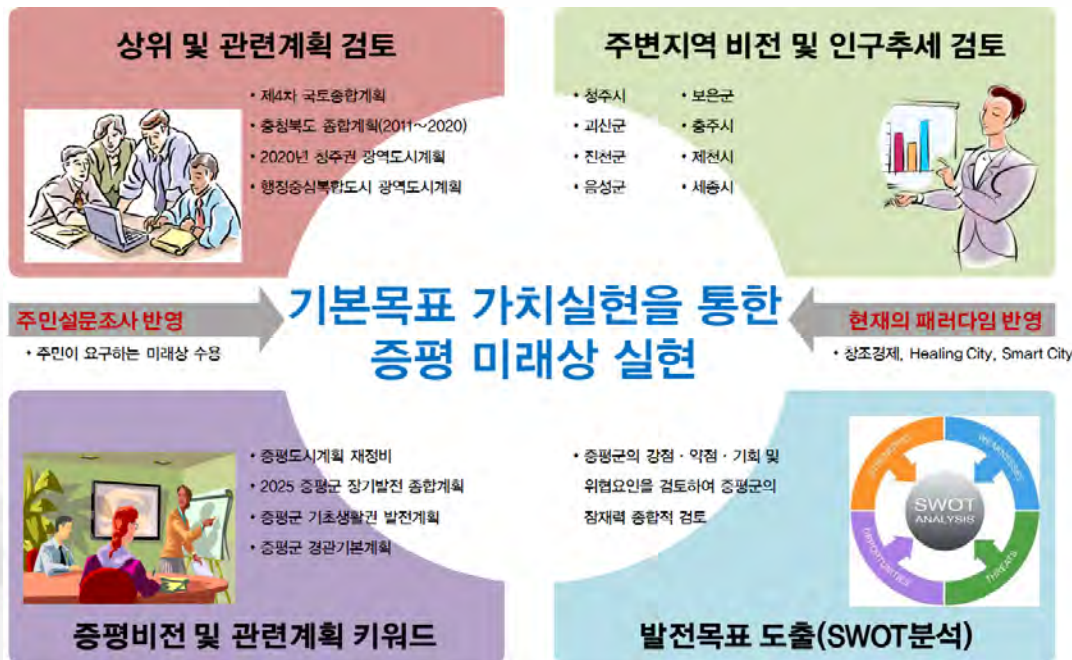 상위 및 관련계획 검토
• 제4차 국토종합계획
• 충청북도 종합계획(2011~2020)
• 2020년 청주권 광역도시계획
• 행정중심복합도시 광역도시계획
주변지역 비전 및 인구추세 검토
• 청주시
• 괴산군
• 진천군
• 음성군
• 보은군
• 충주시
• 제천시
• 세종시
기본목표 가치실현을 통한
증평 미래상 실현
주민설문조사 반영
• 주민이 요구하는 미래상 수용
현재의 패러다임 반영
• 창조경제, Healing City, Smart City
• 증평도시계획 재정비
• 2025 증평군 장기발전 종합계획
• 증평군 기초생활권 발전계획
• 증평군 경관기본계획
증평비전 및 관련계획 키워드
• 증평군의 강점 · 약점 · 기회 및
위협요인을 검토하여 증평군의
잠재력 종합적 검토
WEAKNESSES
SWOT
ANALYSIS
OPPORTUNITIES
THREATS
발전목표 도출(SWOT분석)